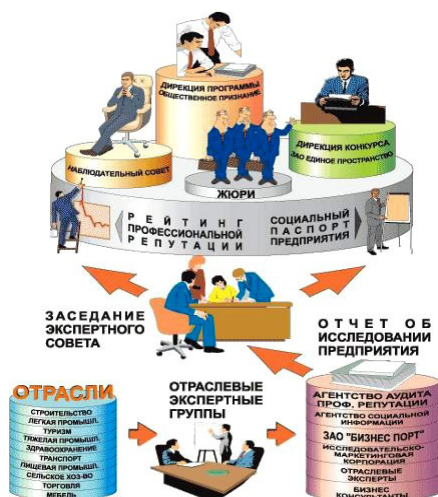 ДИРЕКЦИЯ ПРОГРАММЫ
ОБЩЕСТВЕННОЕ ПРИЗНАНИЕ
НАБЛЮДАТЕЛЬНЫЙ СОВЕТ
ДИРЕКЦИЯ КОНКУРСА
ЗАО ЕДИНОЕ ПРОСТРАНСТВО
ЖЮРИ
РЕЙТИНГ
ПРОФЕССИОНАЛЬНОЙ
РЕПУТАЦИИ
СОЦИАЛЬНЫЙ
ПАСПОРТ
ПРЕДПРИЯТИЯ
ЗАСЕДАНИЕ
ЭКСПЕРТНОГО
СОВЕТА
ОТЧЕТ ОБ
ИССЛЕДОВАНИИ
ПРЕДПРИЯТИЯ
ОТРАСЛИ
СТРОИТЕЛЬСТВО
ЛЕГКАЯ ПРОМЫШЛ.
ТУРИЗМ
ТЯЖЕЛАЯ ПРОМЫШЛ.
ЗДРАВООХРАНЕНИЕ
ТРАНСПОРТ
ПИЩЕВАЯ ПРОМЫШЛ.
СЕЛЬСКОЕ ХОЗ-ВО
ТОРГОВЛЯ
МЕБЕЛЬ
ОТРАСЛЕВЫЕ
ЭКСПЕРТНЫЕ
ГРУППЫ
АГЕНТСТВО АУДИТА
ПРОФ. РЕПУТАЦИИ
АГЕНТСТВО СОЦИАЛЬНОЙ
ИНФОРМАЦИИ
ЗАО "БИЗНЕС ПОРТ"
ИССЛЕДОВАТЕЛЬСКО-
МАРКЕТИНГОВАЯ
КОРПОРАЦИЯ
ОТРАСЛЕВЫЕ
ЭКСПЕРТЫ
БИЗНЕС
КОНСУЛЬТАНТЫ